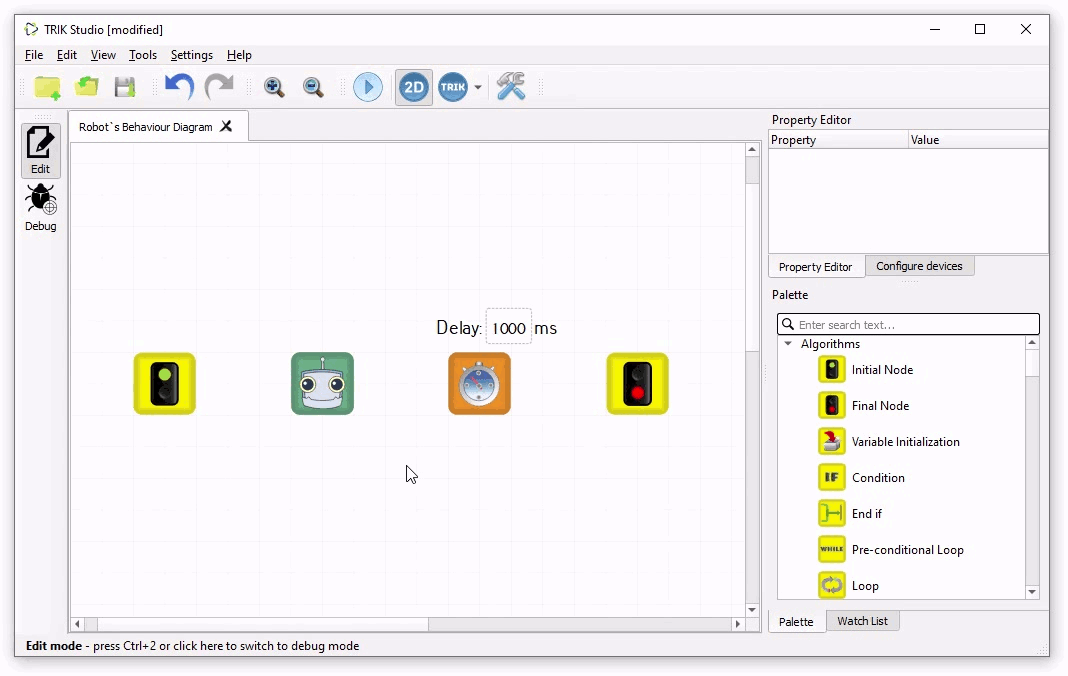 TRIK Studio [modified]
File Edit View Tools Settings Help
2D TRIK
Robot`s Behaviour Diagram
Edit
Debug
Delay: 1000 ms
Property Editor
Property Value
Property Editor Configure devices
Palette
Enter search text...
Algorithms
Initial Node
Final Node
Variable Initialization
IF Condition
End if
WHILE Pre-conditional Loop
Loop
Palette Watch List
Edit mode - press Ctrl+2 or click here to switch to debug mode